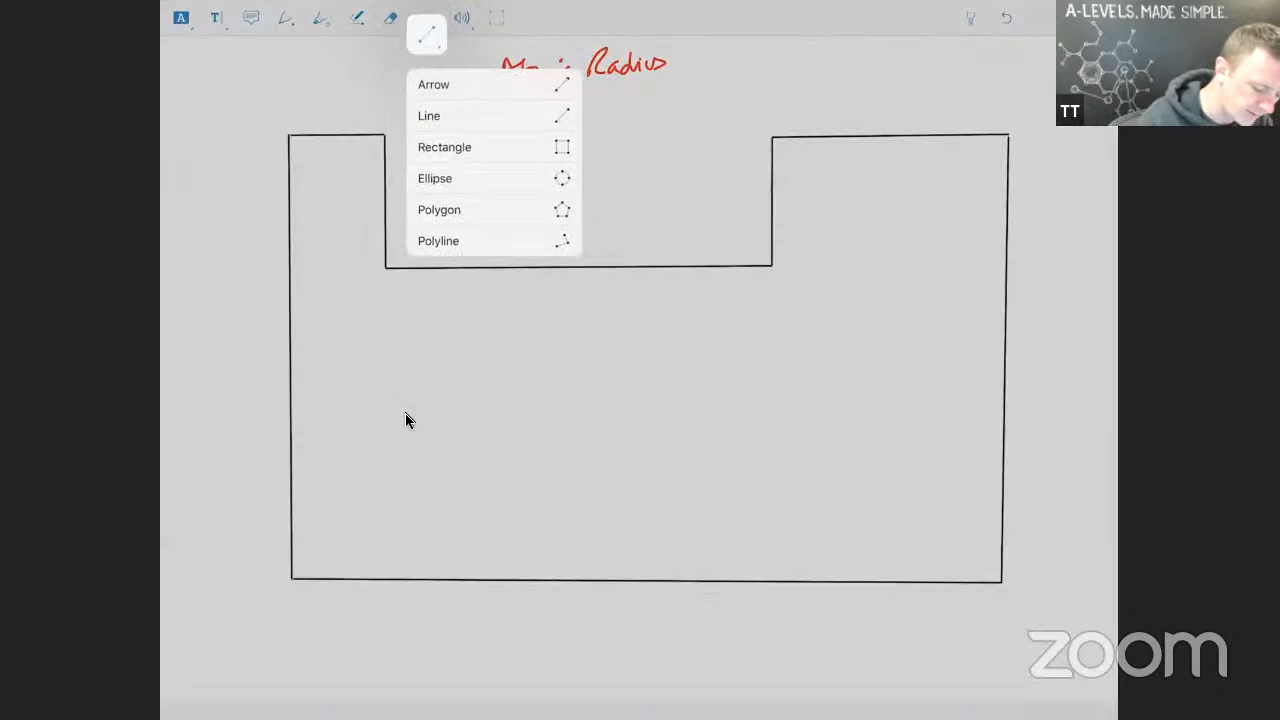 A-LEVELS. MADE SIMPLE.
A
T
Radius
Arrow
TT
Line
Rectangle
Ellipse
Polygon
Polyline
zoom